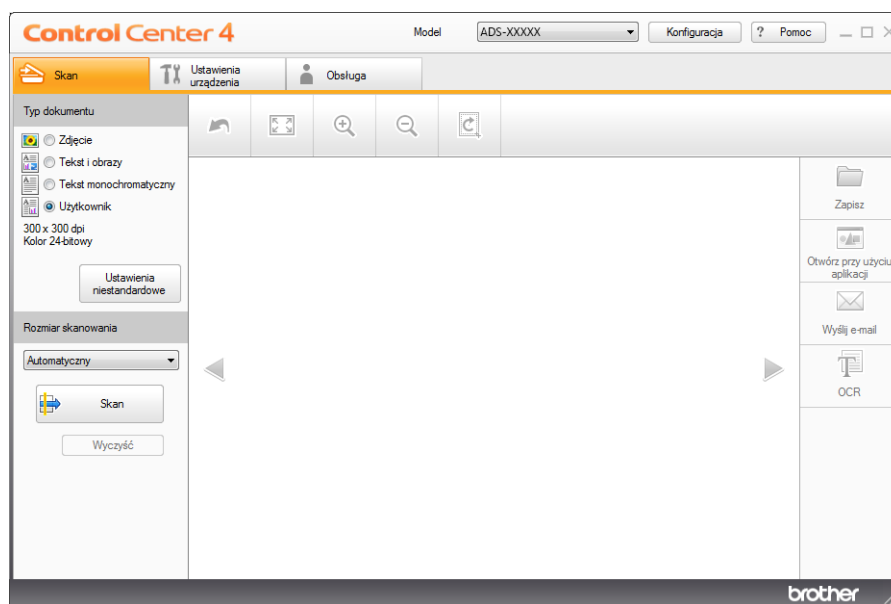 Control Center 4
Model
ADS-XXXXX
Konfiguracja
? Pomoc
Skan
Ustawienia
urządzenia
Obsługa
Typ dokumentu
Zdjęcie
Tekst i obrazy
Tekst monochromatyczny
Użytkownik
300 x 300 dpi
Kolor 24-bitowy
Ustawienia
niestandardowe
Rozmiar skanowania
Automatyczny
Skan
Wyczyść
Zapisz
Otwórz przy użyciu
aplikacji
Wyślij e-mail
OCR
brother